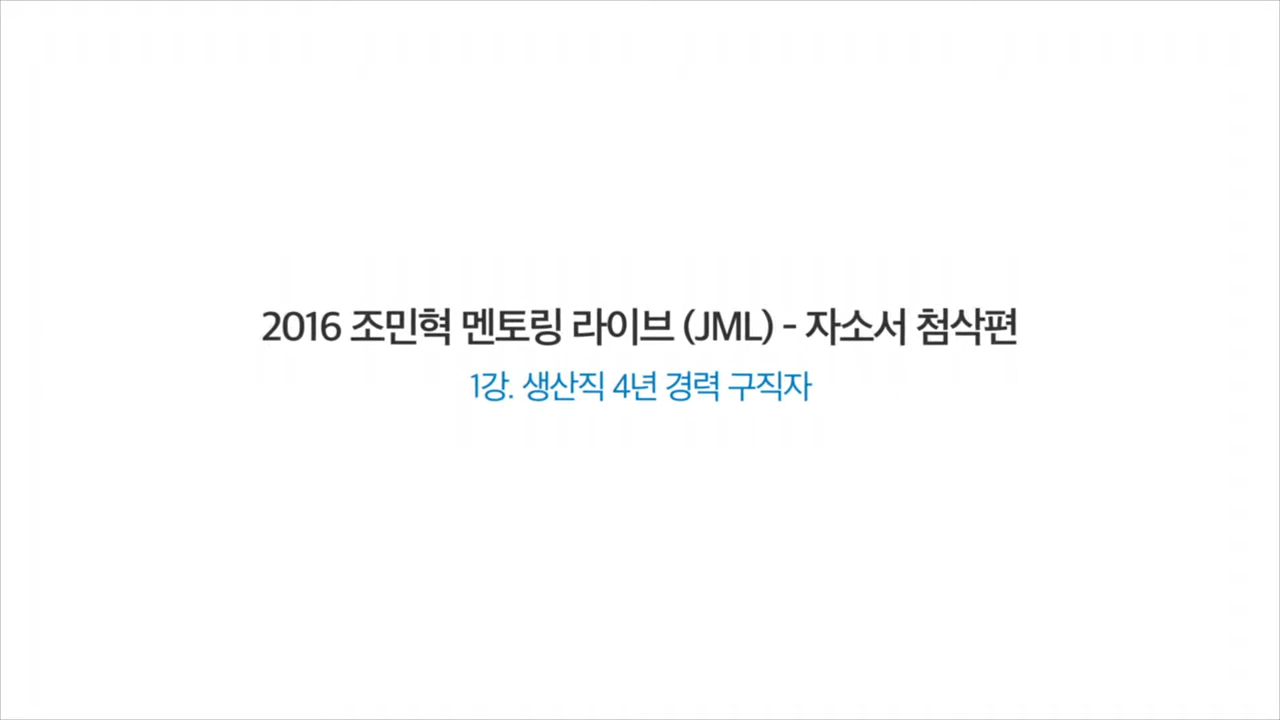 2016 조민혁 멘토링 라이브 (JML) - 자소서 첨삭편
1강. 생산직 4년 경력 구직자